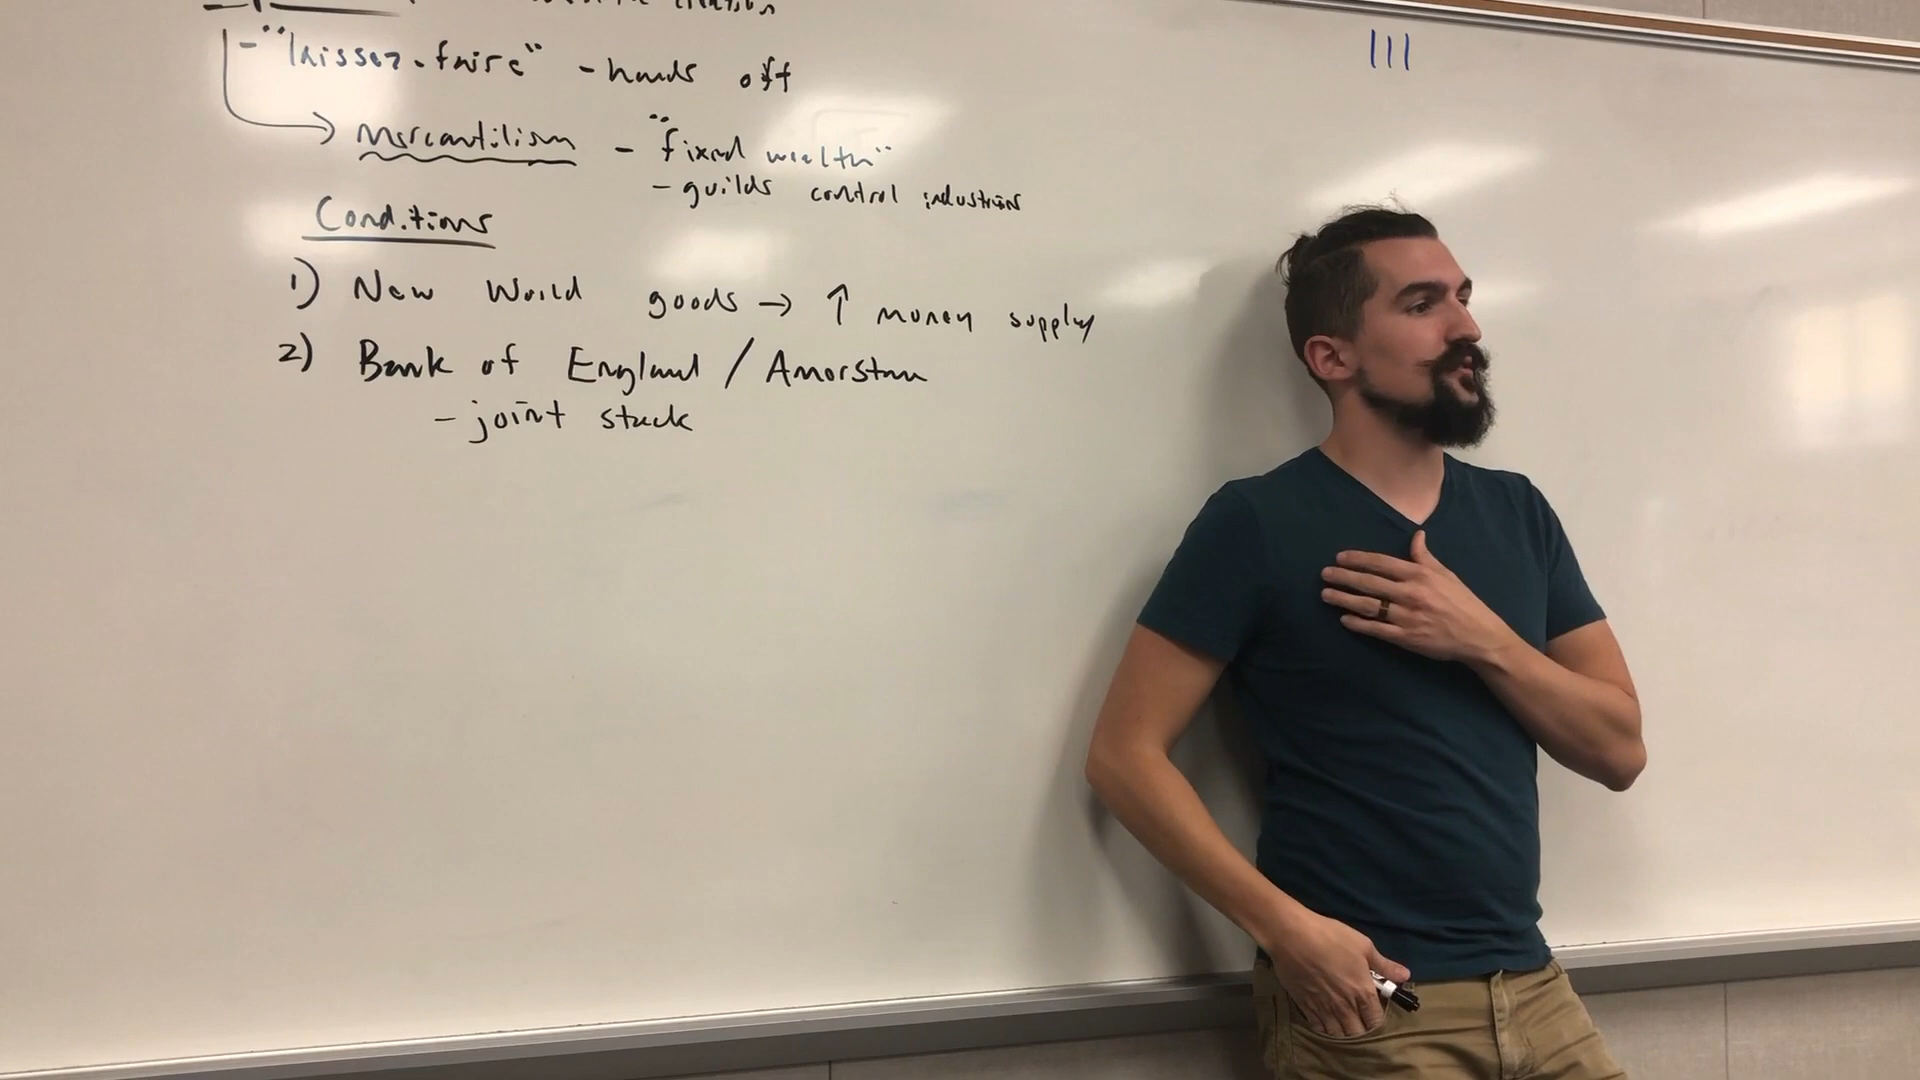 - "laissez-faire" - hands off
→ Mercantilism - "fixed wealth"
- guilds control industries
Conditions
1) New World goods → ↑ money supply
2) Bank of England / Amerstam
- joint stock
III